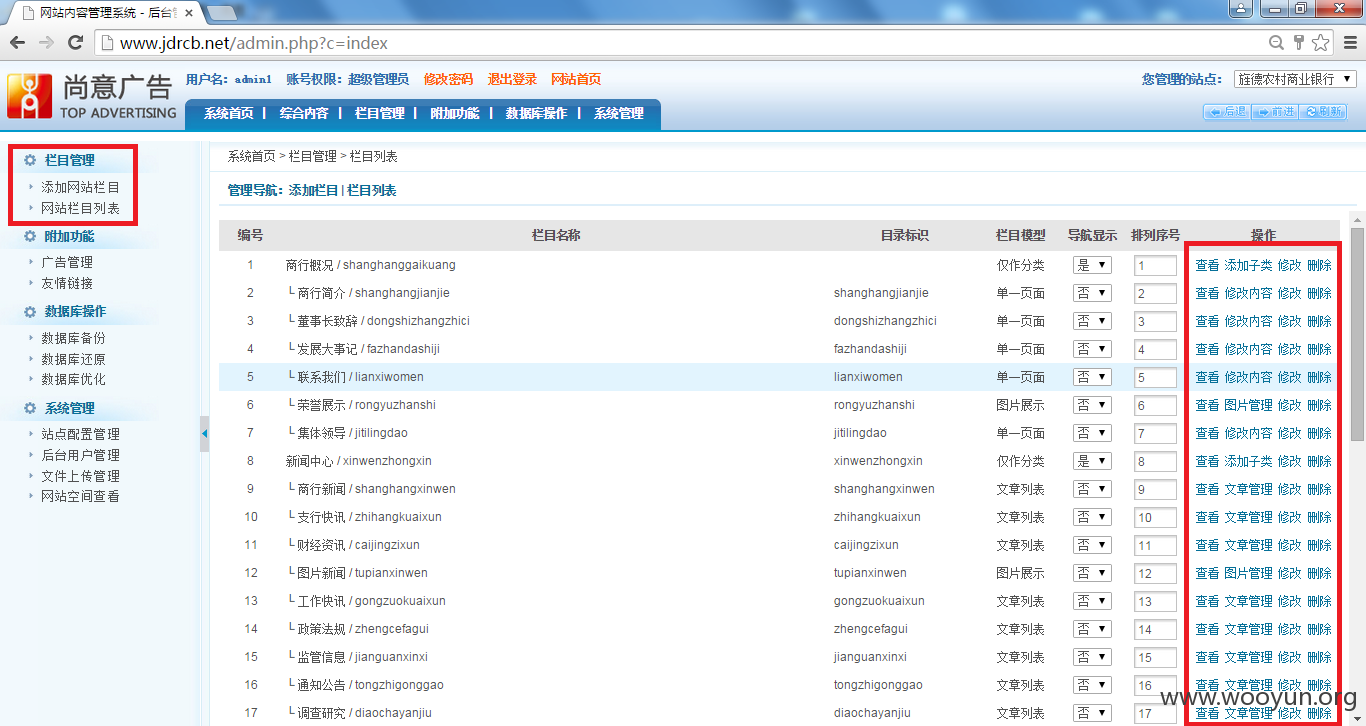 网站内容管理系统 - 后台管
www.jdrcb.net/admin.php?c=index
尚意广告
TOP ADVERTISING
用户名：admin1 账号权限：超级管理员 修改密码 退出登录 网站首页
您管理的站点： 旌德农村商业银行
系统首页 | 综合内容 | 栏目管理 | 附加功能 | 数据库操作 | 系统管理
后退 前进 刷新
栏目管理
添加网站栏目
网站栏目列表
附加功能
广告管理
友情链接
数据库操作
数据库备份
数据库还原
数据库优化
系统管理
站点配置管理
后台用户管理
文件上传管理
网站空间查看
系统首页 > 栏目管理 > 栏目列表
管理导航：添加栏目 | 栏目列表
编号 栏目名称 目录标识 栏目模型 导航显示 排列序号 操作
1 商行概况 / shanghanggaikuang 仅作分类 是 1 查看 添加子类 修改 删除
2 └ 商行简介 / shanghangjianjie shanghangjianjie 单一页面 否 2 查看 修改内容 修改 删除
3 └ 董事长致辞 / dongshizhangzhici dongshizhangzhici 单一页面 否 3 查看 修改内容 修改 删除
4 └ 发展大事记 / fazhandashiji fazhandashiji 单一页面 否 4 查看 修改内容 修改 删除
5 └ 联系我们 / lianxiwomen lianxiwomen 单一页面 否 5 查看 修改内容 修改 删除
6 └ 荣誉展示 / rongyuzhanshi rongyuzhanshi 图片展示 否 6 查看 图片管理 修改 删除
7 └ 集体领导 / jitilingdao jitilingdao 单一页面 否 7 查看 修改内容 修改 删除
8 新闻中心 / xinwenzhongxin xinwenzhongxin 仅作分类 是 8 查看 添加子类 修改 删除
9 └ 商行新闻 / shanghangxinwen shanghangxinwen 文章列表 否 9 查看 文章管理 修改 删除
10 └ 支行快讯 / zhihangkuaixun zhihangkuaixun 文章列表 否 10 查看 文章管理 修改 删除
11 └ 财经资讯 / caijingzixun caijingzixun 文章列表 否 11 查看 文章管理 修改 删除
12 └ 图片新闻 / tupianxinwen tupianxinwen 图片展示 否 12 查看 图片管理 修改 删除
13 └ 工作快讯 / gongzuokuaixun gongzuokuaixun 文章列表 否 13 查看 文章管理 修改 删除
14 └ 政策法规 / zhengcefagui zhengcefagui 文章列表 否 14 查看 文章管理 修改 删除
15 └ 监管信息 / jianguanxinxi jianguanxinxi 文章列表 否 15 查看 文章管理 修改 删除
16 └ 通知公告 / tongzhigonggao tongzhigonggao 文章列表 否 16 查看 文章管理 修改 删除
17 └ 调查研究 / diaochayanjiu diaochayanjiu 文章列表 否 17 查看 文章管理 修改 删除
www.wooyun.org